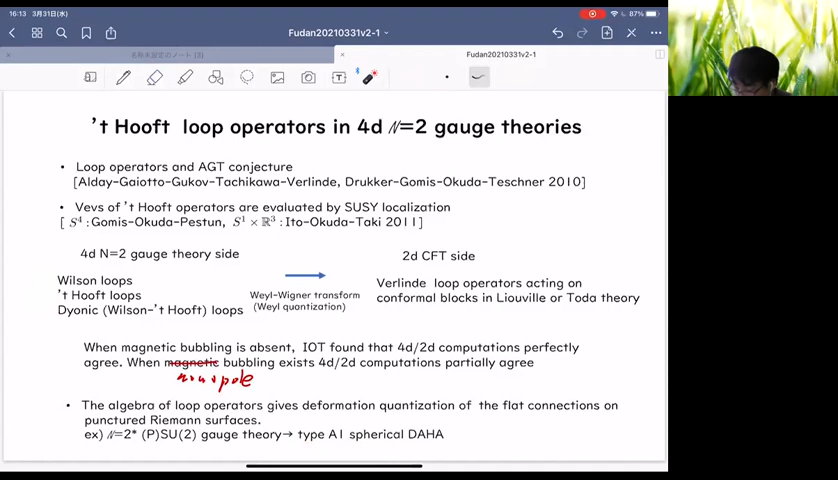 16:13 3月31日(水)
87%
Fudan20210331v2-1
名称未設定のノート (3)
Fudan20210331v2-1
't Hooft loop operators in 4d 𝒩=2 gauge theories
• Loop operators and AGT conjecture
[Alday-Gaiotto-Gukov-Tachikawa-Verlinde, Drukker-Gomis-Okuda-Teschner 2010]
• Vevs of 't Hooft operators are evaluated by SUSY localization
[ S⁴ : Gomis-Okuda-Pestun, S¹ × ℝ³ : Ito-Okuda-Taki 2011]
4d N=2 gauge theory side
2d CFT side
Wilson loops
't Hooft loops
Dyonic (Wilson-'t Hooft) loops
Weyl-Wigner transform
(Weyl quantization)
Verlinde loop operators acting on
conformal blocks in Liouville or Toda theory
When magnetic bubbling is absent, IOT found that 4d/2d computations perfectly
agree. When magnetic bubbling exists 4d/2d computations partially agree
monopole
• The algebra of loop operators gives deformation quantization of the flat connections on
punctured Riemann surfaces.
ex) 𝒩=2* (P)SU(2) gauge theory→ type A1 spherical DAHA